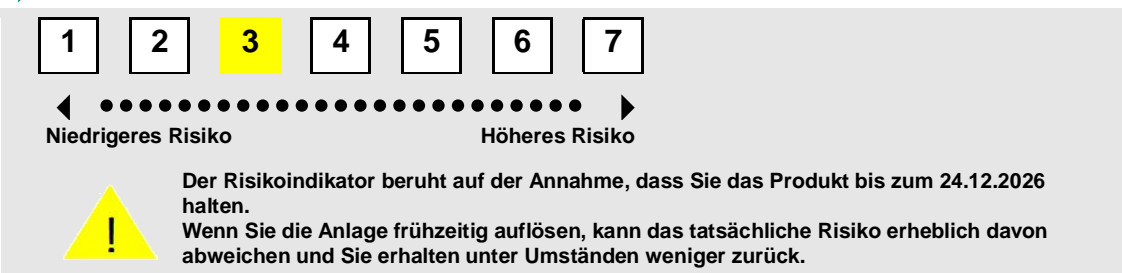 1 2 3 4 5 6 7
Niedrigeres Risiko Höheres Risiko
Der Risikoindikator beruht auf der Annahme, dass Sie das Produkt bis zum 24.12.2026
halten.
Wenn Sie die Anlage frühzeitig auflösen, kann das tatsächliche Risiko erheblich davon
abweichen und Sie erhalten unter Umständen weniger zurück.
!